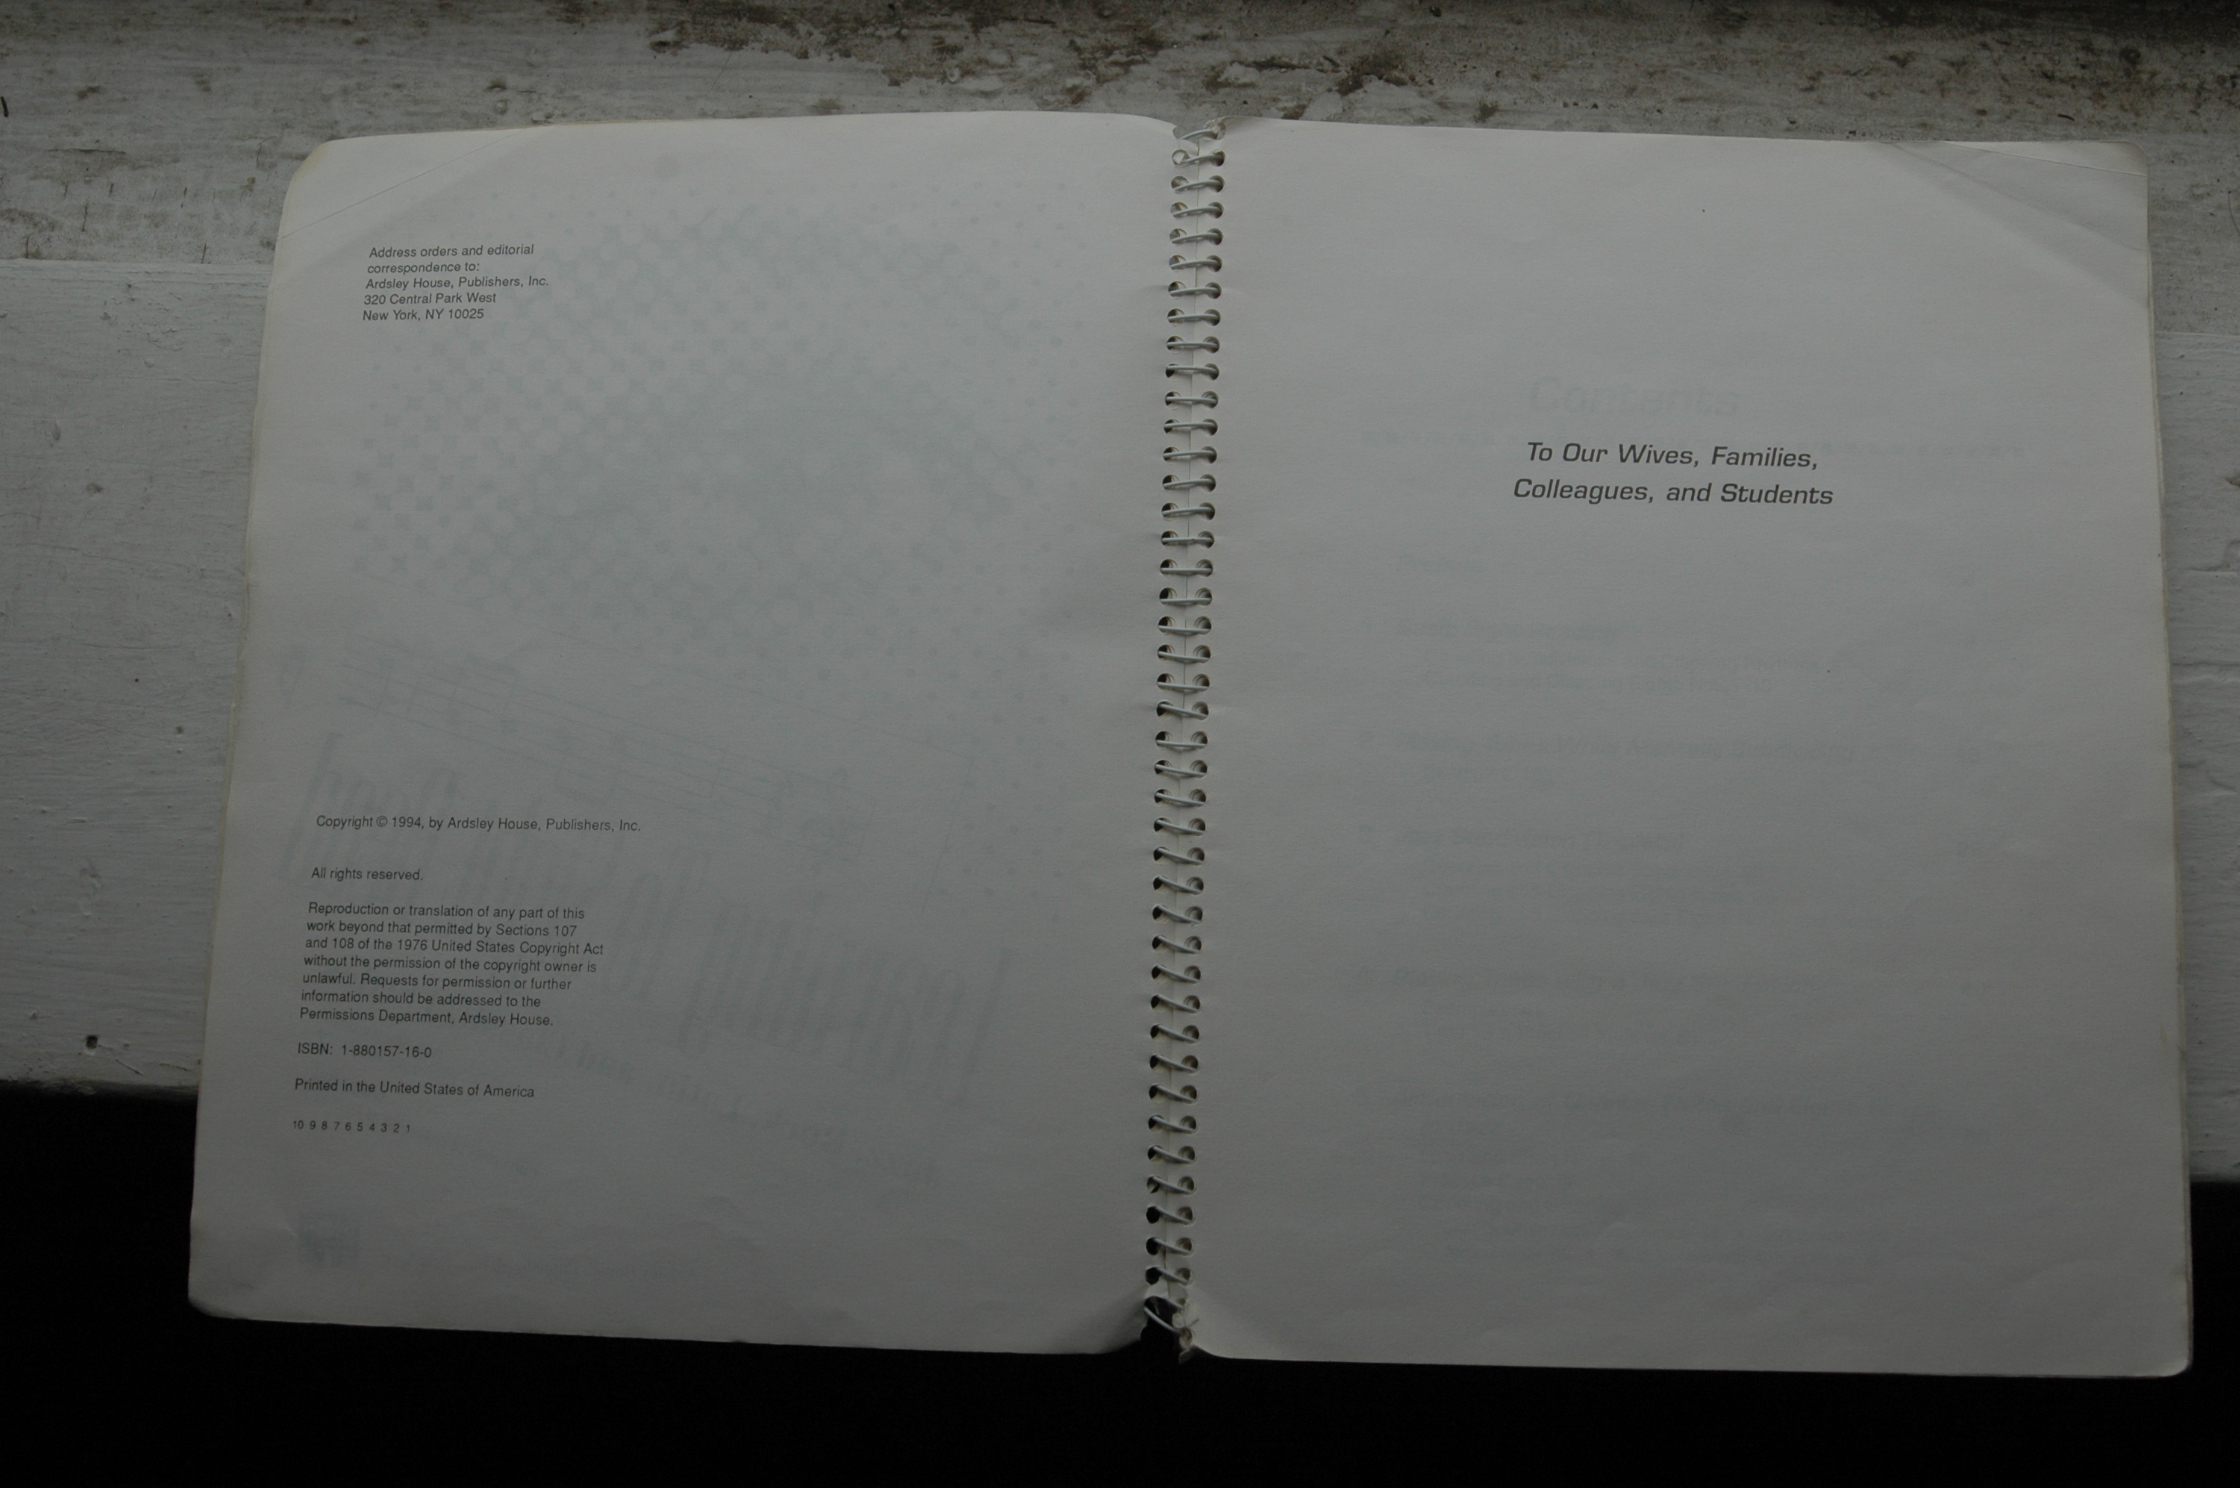 Address orders and editorial
correspondence to:
Ardsley House, Publishers, Inc.
320 Central Park West
New York, NY 10025
Copyright © 1994, by Ardsley House, Publishers, Inc.
All rights reserved.
Reproduction or translation of any part of this
work beyond that permitted by Sections 107
and 108 of the 1976 United States Copyright Act
without the permission of the copyright owner is
unlawful. Requests for permission or further
information should be addressed to the
Permissions Department, Ardsley House.
ISBN: 1-880157-16-0
Printed in the United States of America
10 9 8 7 6 5 4 3 2 1
To Our Wives, Families,
Colleagues, and Students